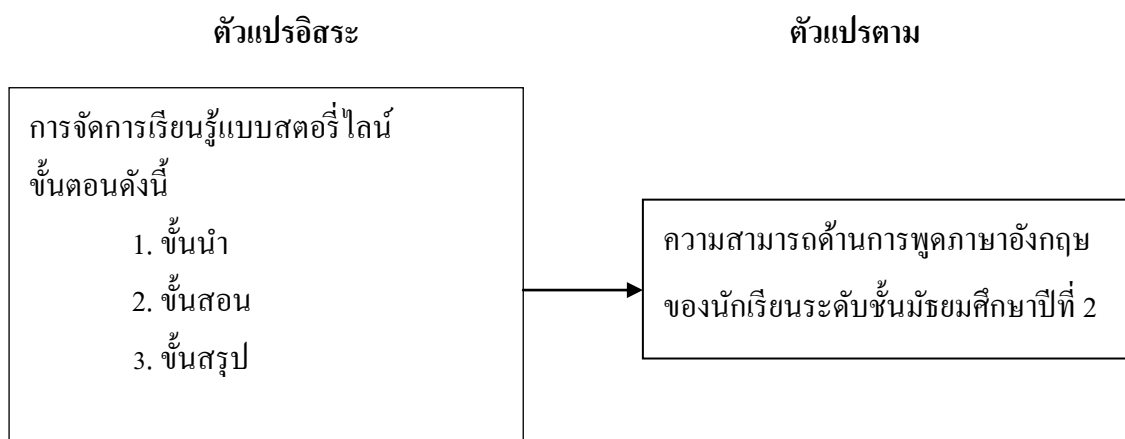 ตัวแปรอิสระ
ตัวแปรตาม
การจัดการเรียนรู้แบบสตอรี่ไลน์
ขั้นตอนดังนี้
1. ขั้นนำ
2. ขั้นสอน
3. ขั้นสรุป
ความสามารถด้านการพูดภาษาอังกฤษ
ของนักเรียนระดับชั้นมัธยมศึกษาปีที่ 2